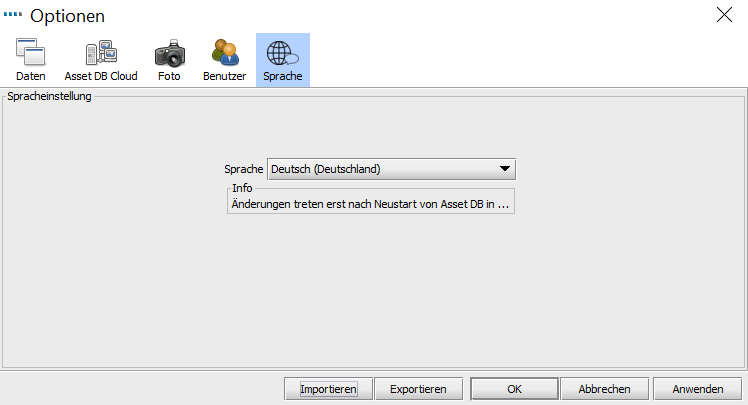 Optionen
Daten Asset DB Cloud Foto Benutzer Sprache
Spracheinstellung
Sprache Deutsch (Deutschland)
Info
Änderungen treten erst nach Neustart von Asset DB in ...
Importieren Exportieren OK Abbrechen Anwenden